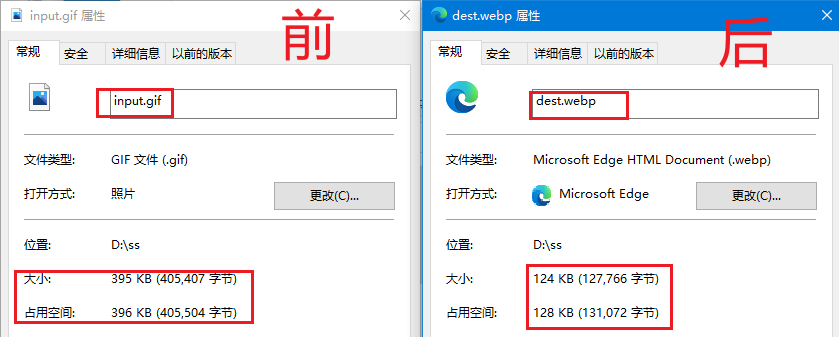 input.gif 属性
前
常规
安全
详细信息
以前的版本
input.gif
文件类型:
GIF 文件 (.gif)
打开方式:
照片
更改(C)...
位置:
D:\ss
大小:
395 KB (405,407 字节)
占用空间:
396 KB (405,504 字节)
dest.webp 属性
后
常规
安全
详细信息
以前的版本
dest.webp
文件类型:
Microsoft Edge HTML Document (.webp)
打开方式:
Microsoft Edge
更改(C)...
位置:
D:\ss
大小:
124 KB (127,766 字节)
占用空间:
128 KB (131,072 字节)